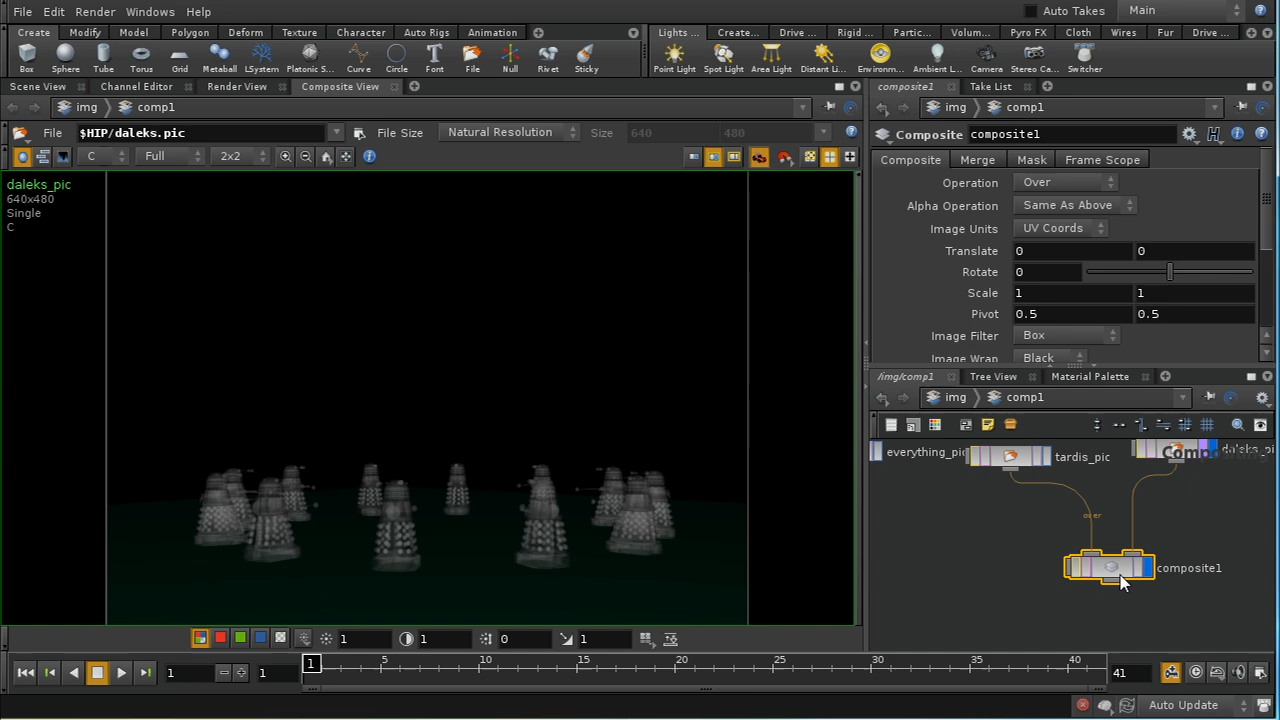 File Edit Render Windows Help Auto Takes Main
Create Modify Model Polygon Deform Texture Character Auto Rigs Animation Lights ... Create... Drive ... Rigid ... Partic... Volum... Pyro FX Cloth Wires Fur Drive ...
Box Sphere Tube Torus Grid Metaball LSystem Platonic S... Curve Circle Font File Null Rivet Sticky Point Light Spot Light Area Light Distant Li... Environm... Ambient L... Camera Stereo Ca... Switcher
Scene View Channel Editor Render View Composite View composite1 Take List
img comp1 img comp1
File $HIP/daleks.pic File Size Natural Resolution Size 640 480 Composite composite1
C Full 2x2 Composite Merge Mask Frame Scope
daleks_pic
640x480
Single
C
Operation Over
Alpha Operation Same As Above
Image Units UV Coords
Translate 0 0
Rotate 0
Scale 1 1
Pivot 0.5 0.5
Image Filter Box
Image Wrap Black
/img/comp1 Tree View Material Palette
img comp1
everything_pic tardis_pic daleks_pi
over
composite1
1 1 0 1
1 1 1 5 10 15 20 25 30 35 40 41
Auto Update